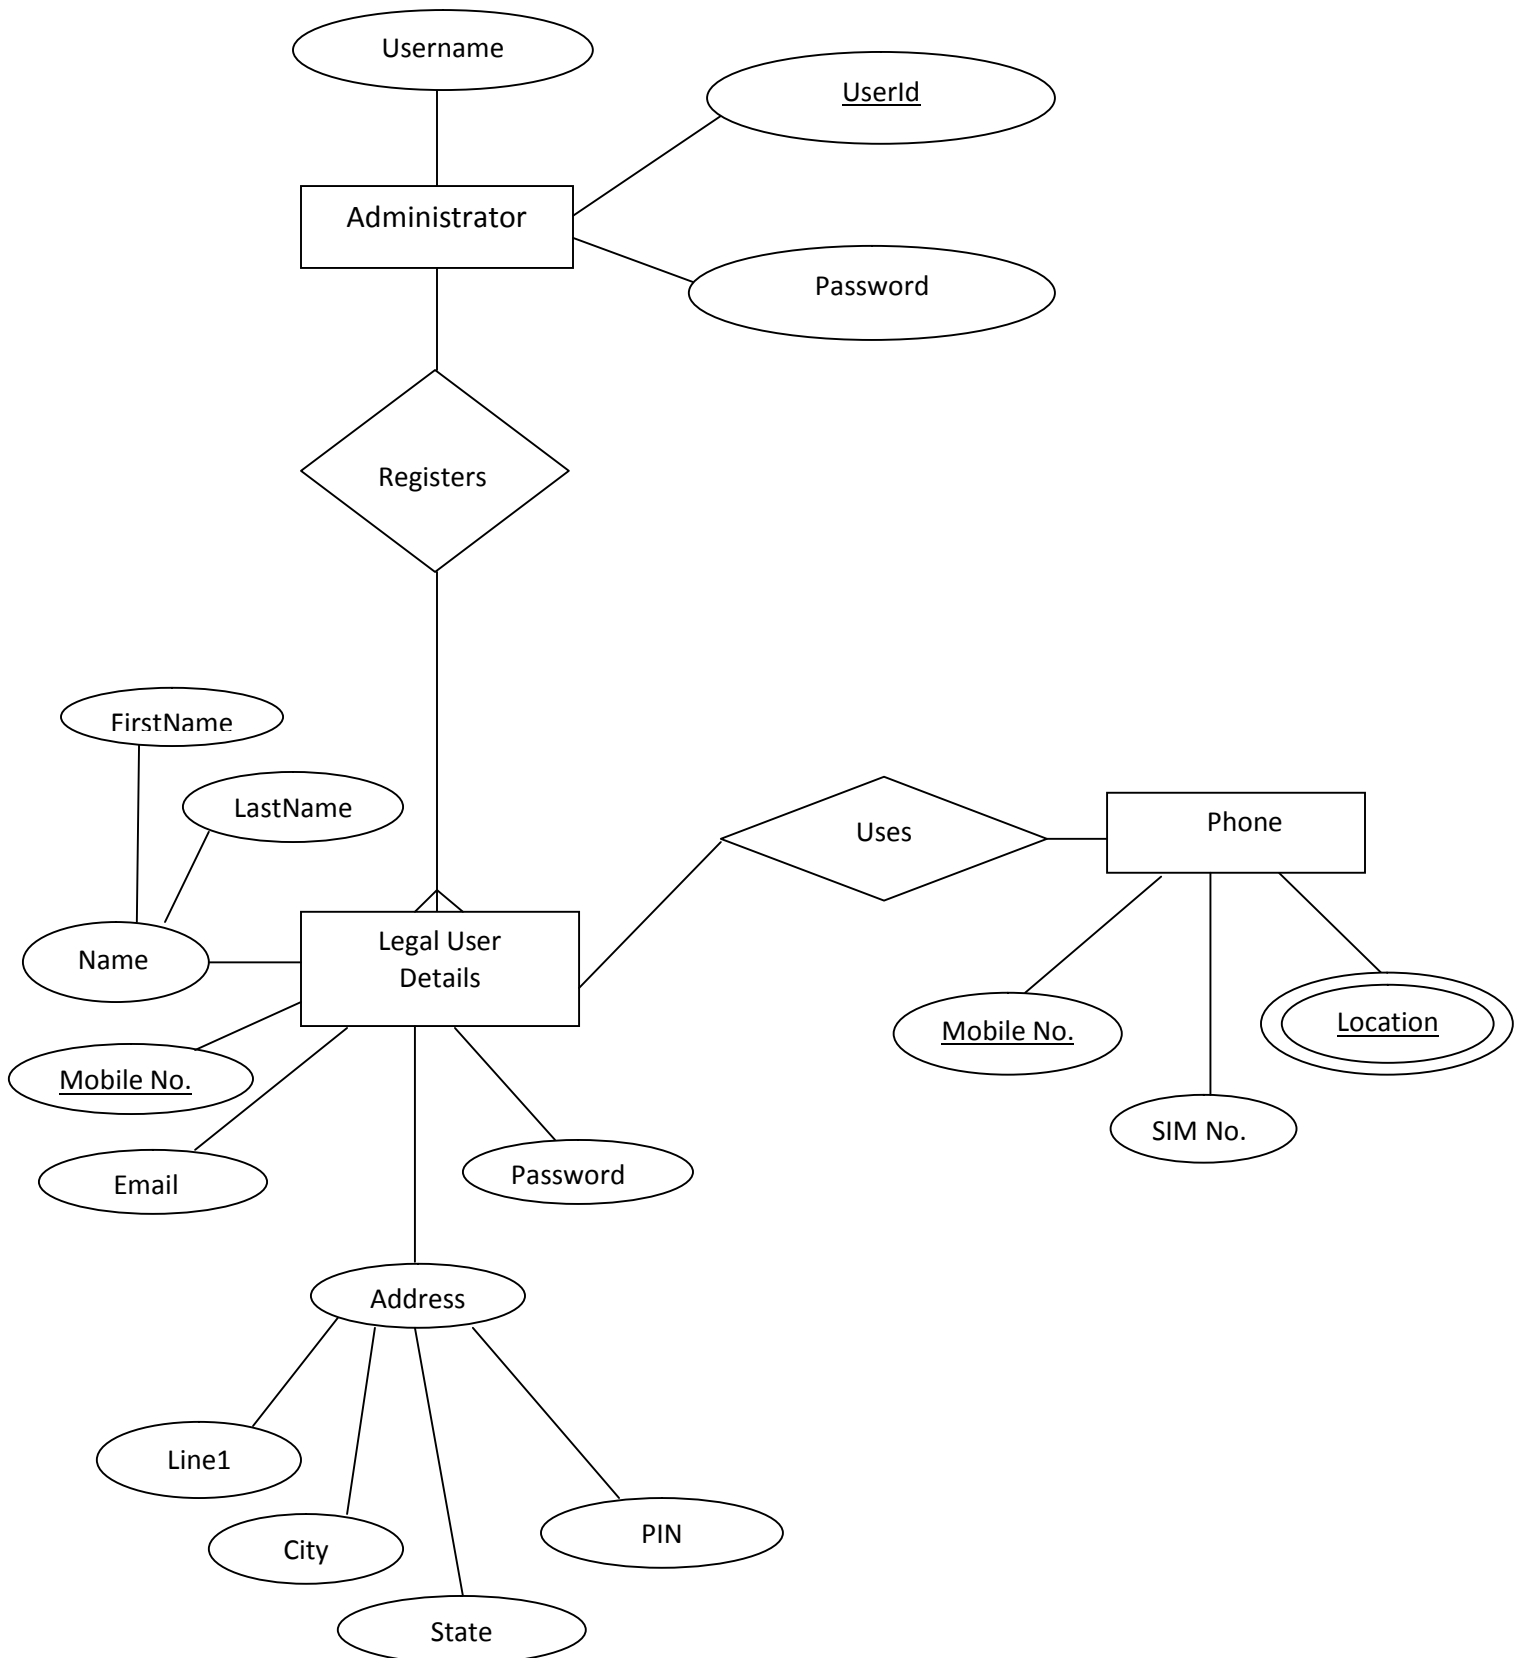 Username
UserId
Administrator
Password
Registers
FirstName
LastName
Uses
Phone
Legal User
Details
Name
Mobile No.
Location
Mobile No.
SIM No.
Email
Password
Address
Line1
City
PIN
State